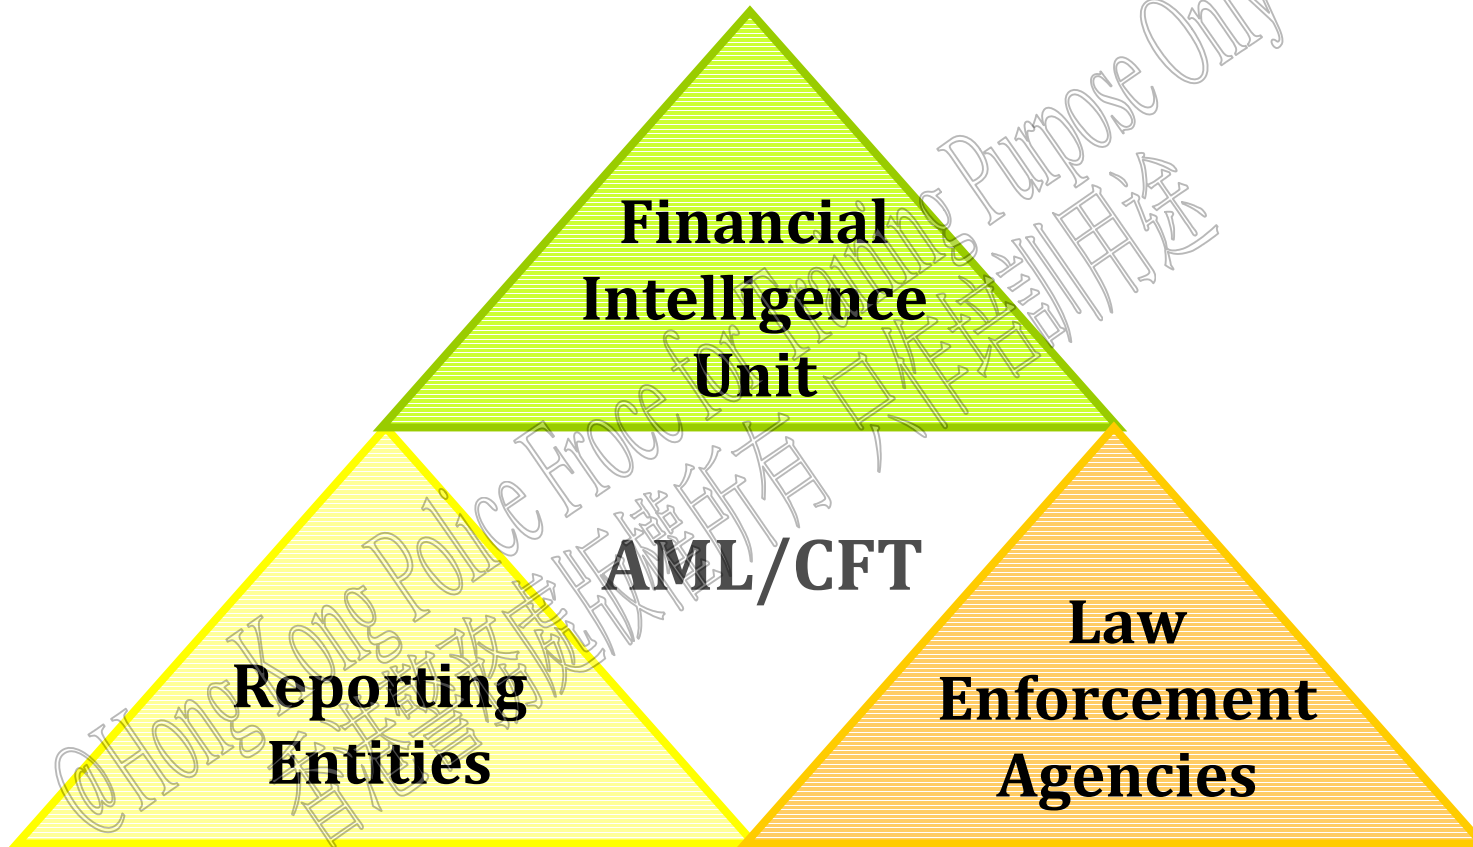 Financial
Intelligence
Unit
AML/CFT
Reporting
Entities
Law
Enforcement
Agencies
@Hong Kong Police Froce for Training Purpose Only
香港警務處版權所有 只作培訓用途